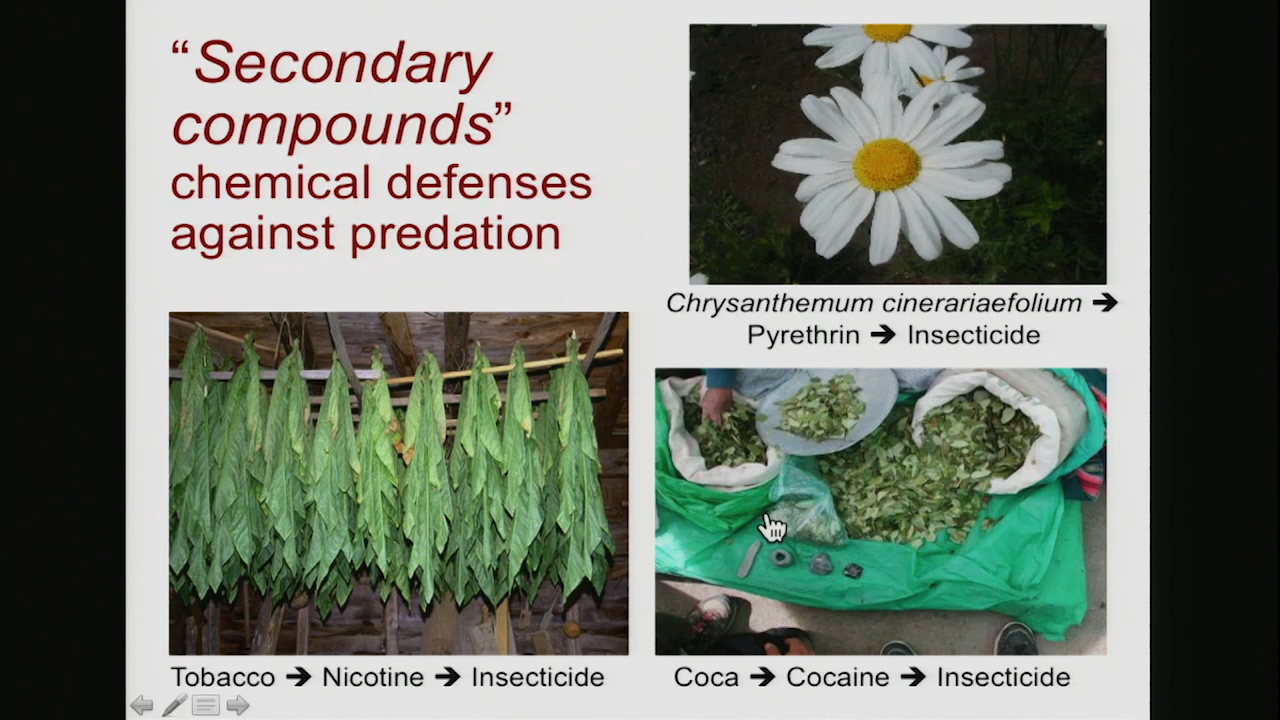 “Secondary
compounds”
chemical defenses
against predation
Chrysanthemum cinerariaefolium ➔
Pyrethrin ➔ Insecticide
Tobacco ➔ Nicotine ➔ Insecticide
Coca ➔ Cocaine ➔ Insecticide